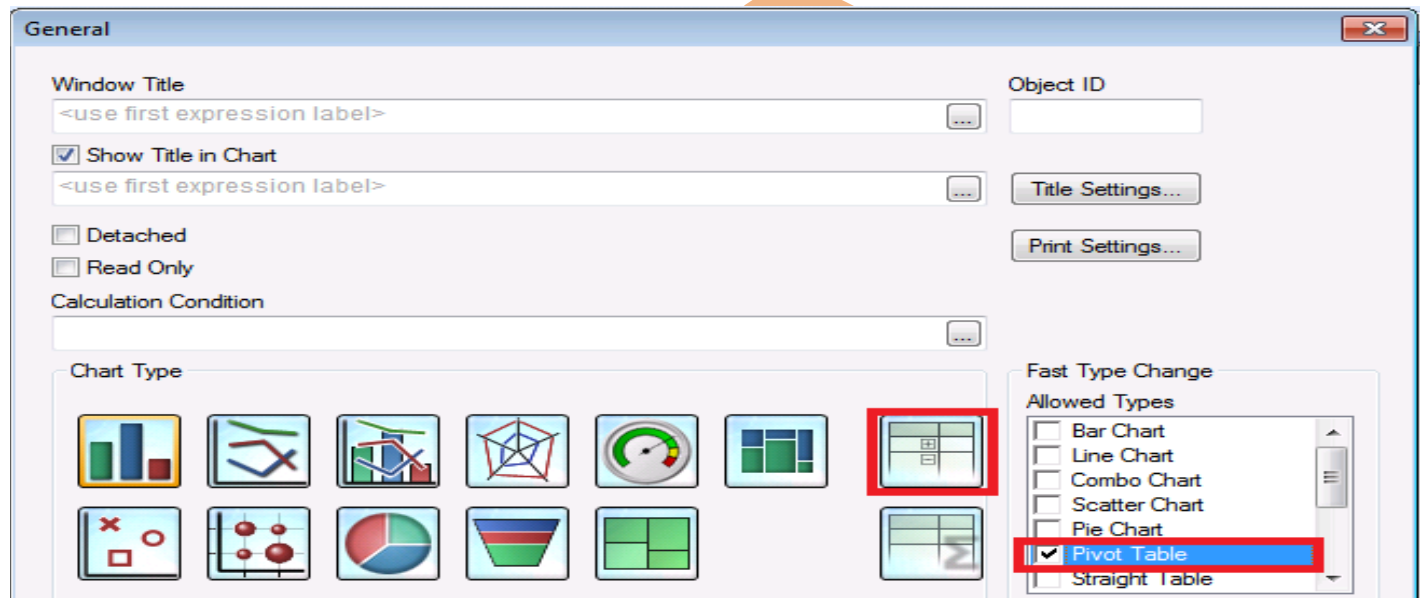 General
Window Title
Object ID
<use first expression label>
...
Show Title in Chart
<use first expression label>
...
Title Settings...
Detached
Print Settings...
Read Only
Calculation Condition
...
Chart Type
Fast Type Change
Allowed Types
Bar Chart
Line Chart
Combo Chart
Scatter Chart
Pie Chart
Pivot Table
Straight Table
Σ